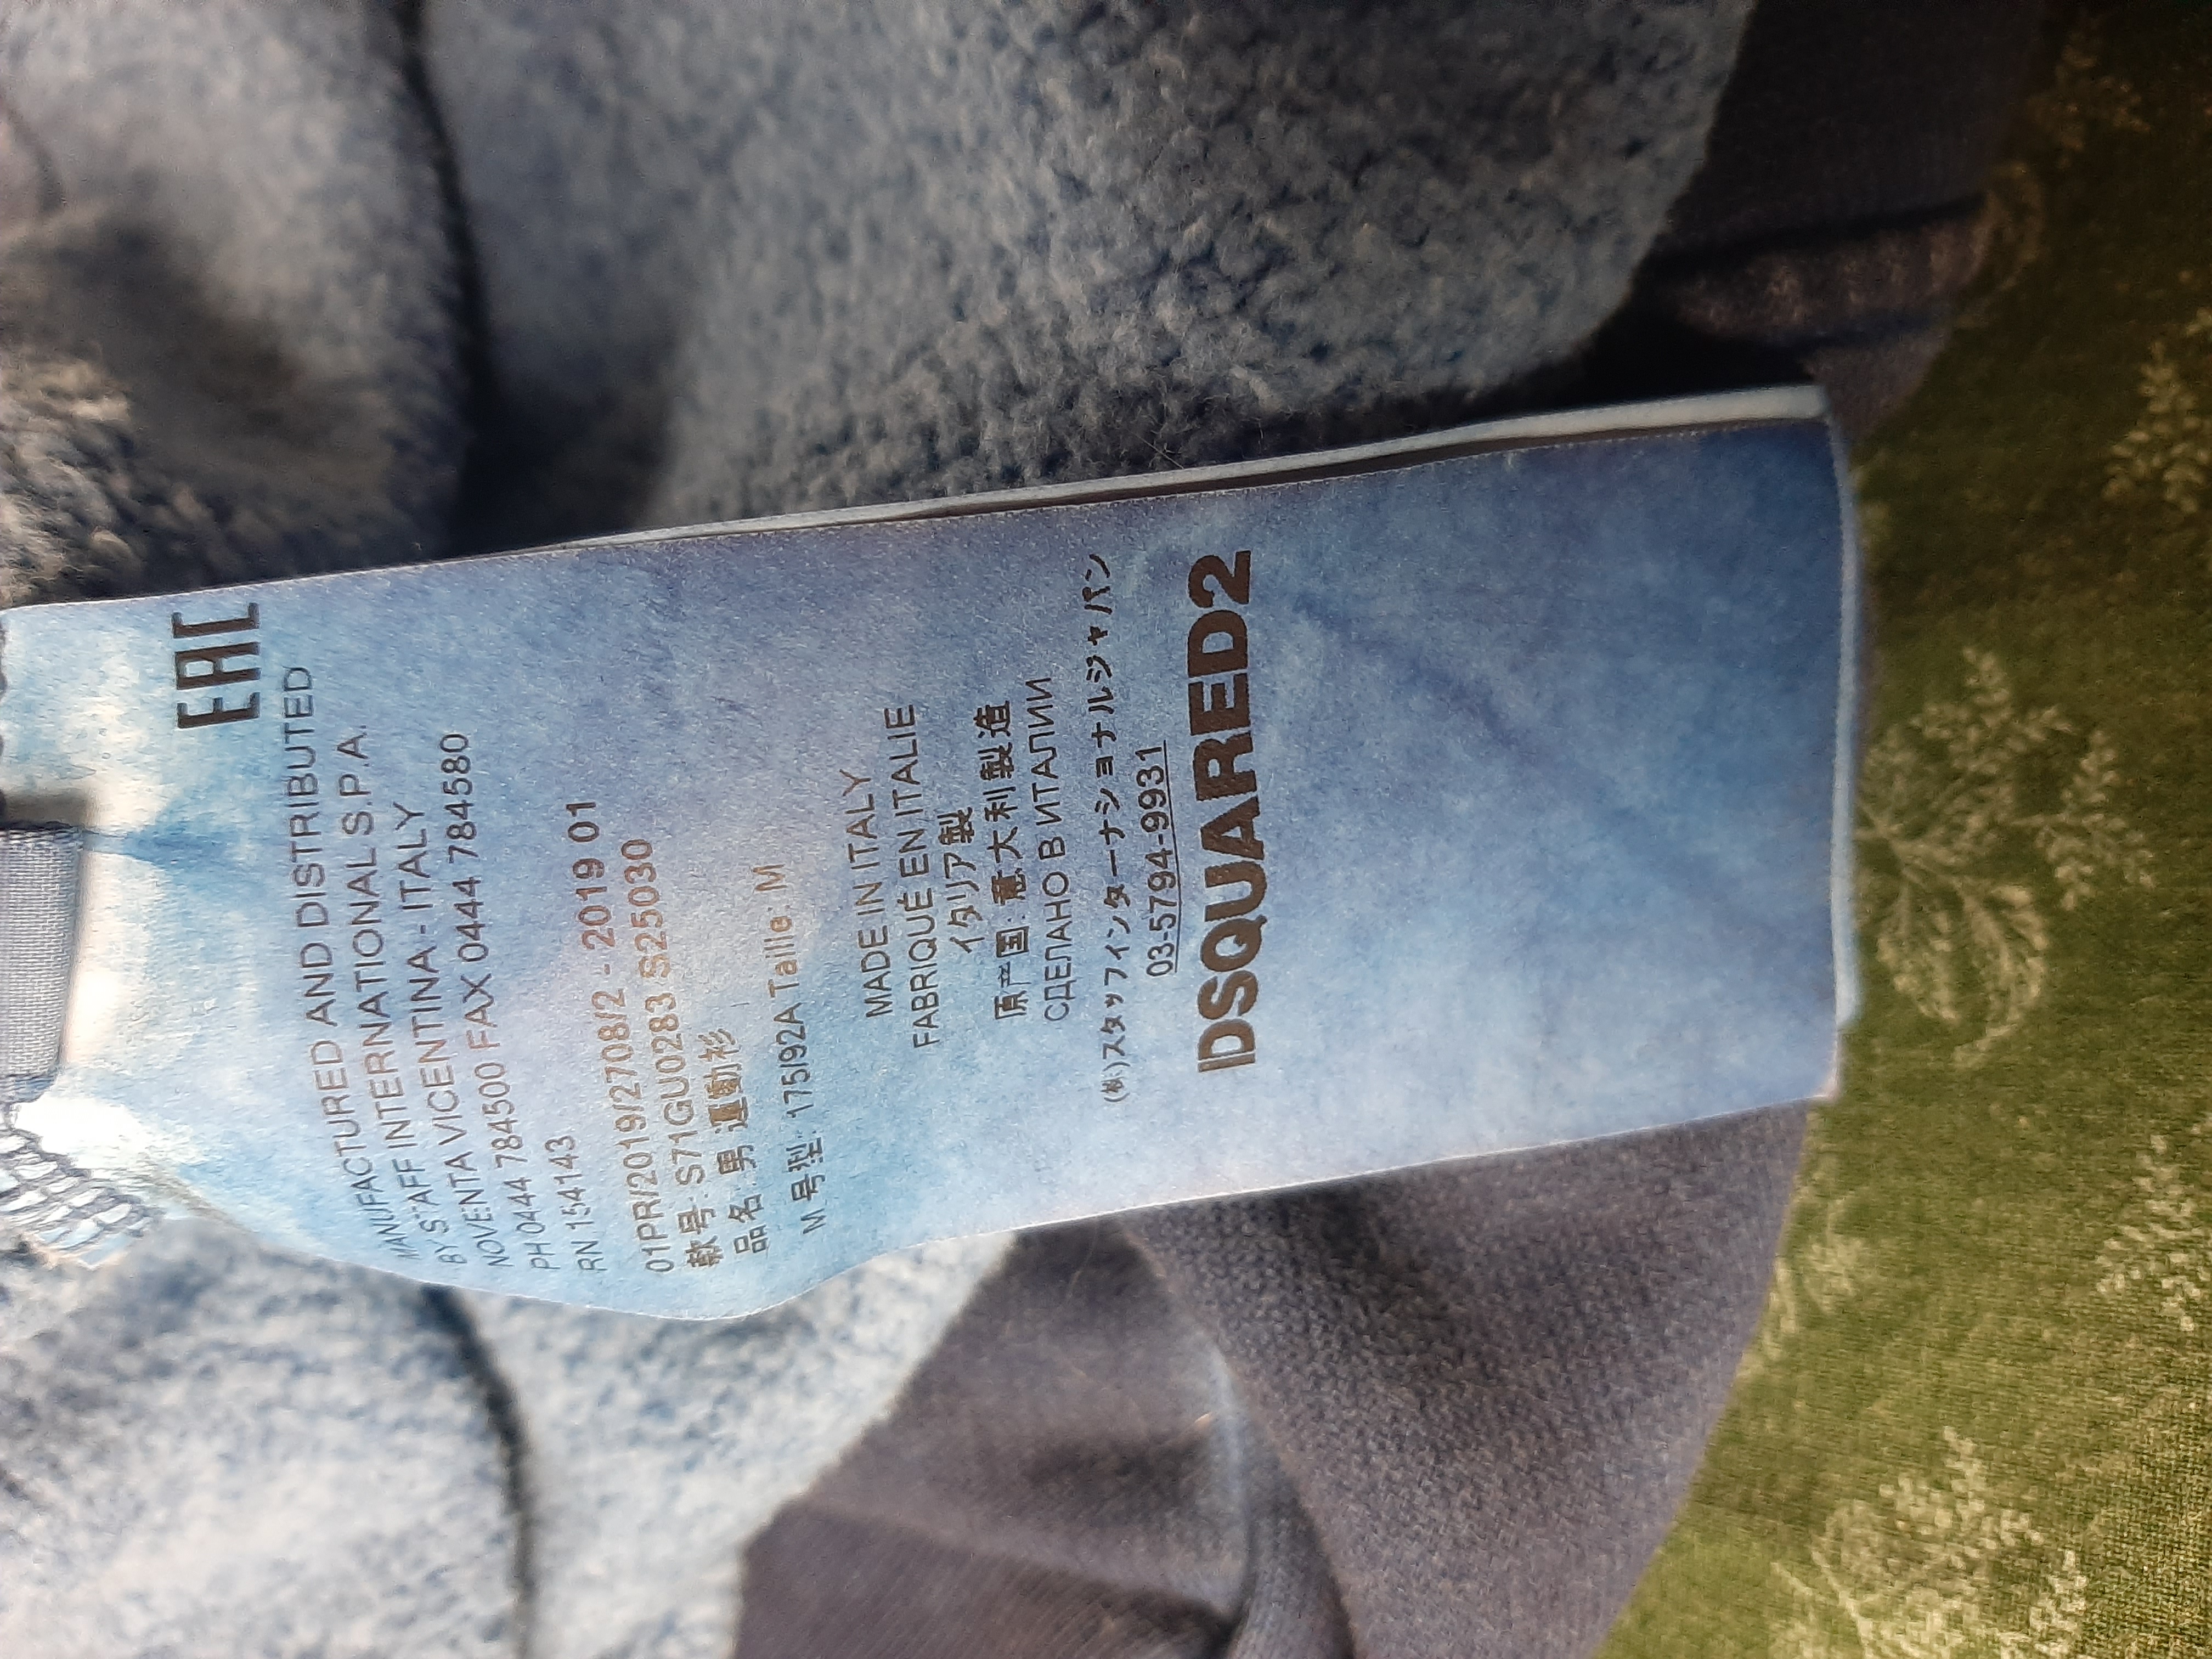 EAC
MANUFACTURED AND DISTRIBUTED
BY STAFF INTERNATIONAL S.P.A.
NOVENTA VICENTINA - ITALY
PH 0444 784500 FAX 0444 784580
RN 154143
01PR/2019/2708/2 - 2019 01
款号: S71GU0283 S25030
品名: 男 運動衫
M 号型: 175/92A Taille: M
MADE IN ITALY
FABRIQUÉ EN ITALIE
イタリア製
原产国: 意大利製造
СДЕЛАНО В ИТАЛИИ
(株)スタッフインターナショナルジャパン
03-5794-9931
DSQUARED2